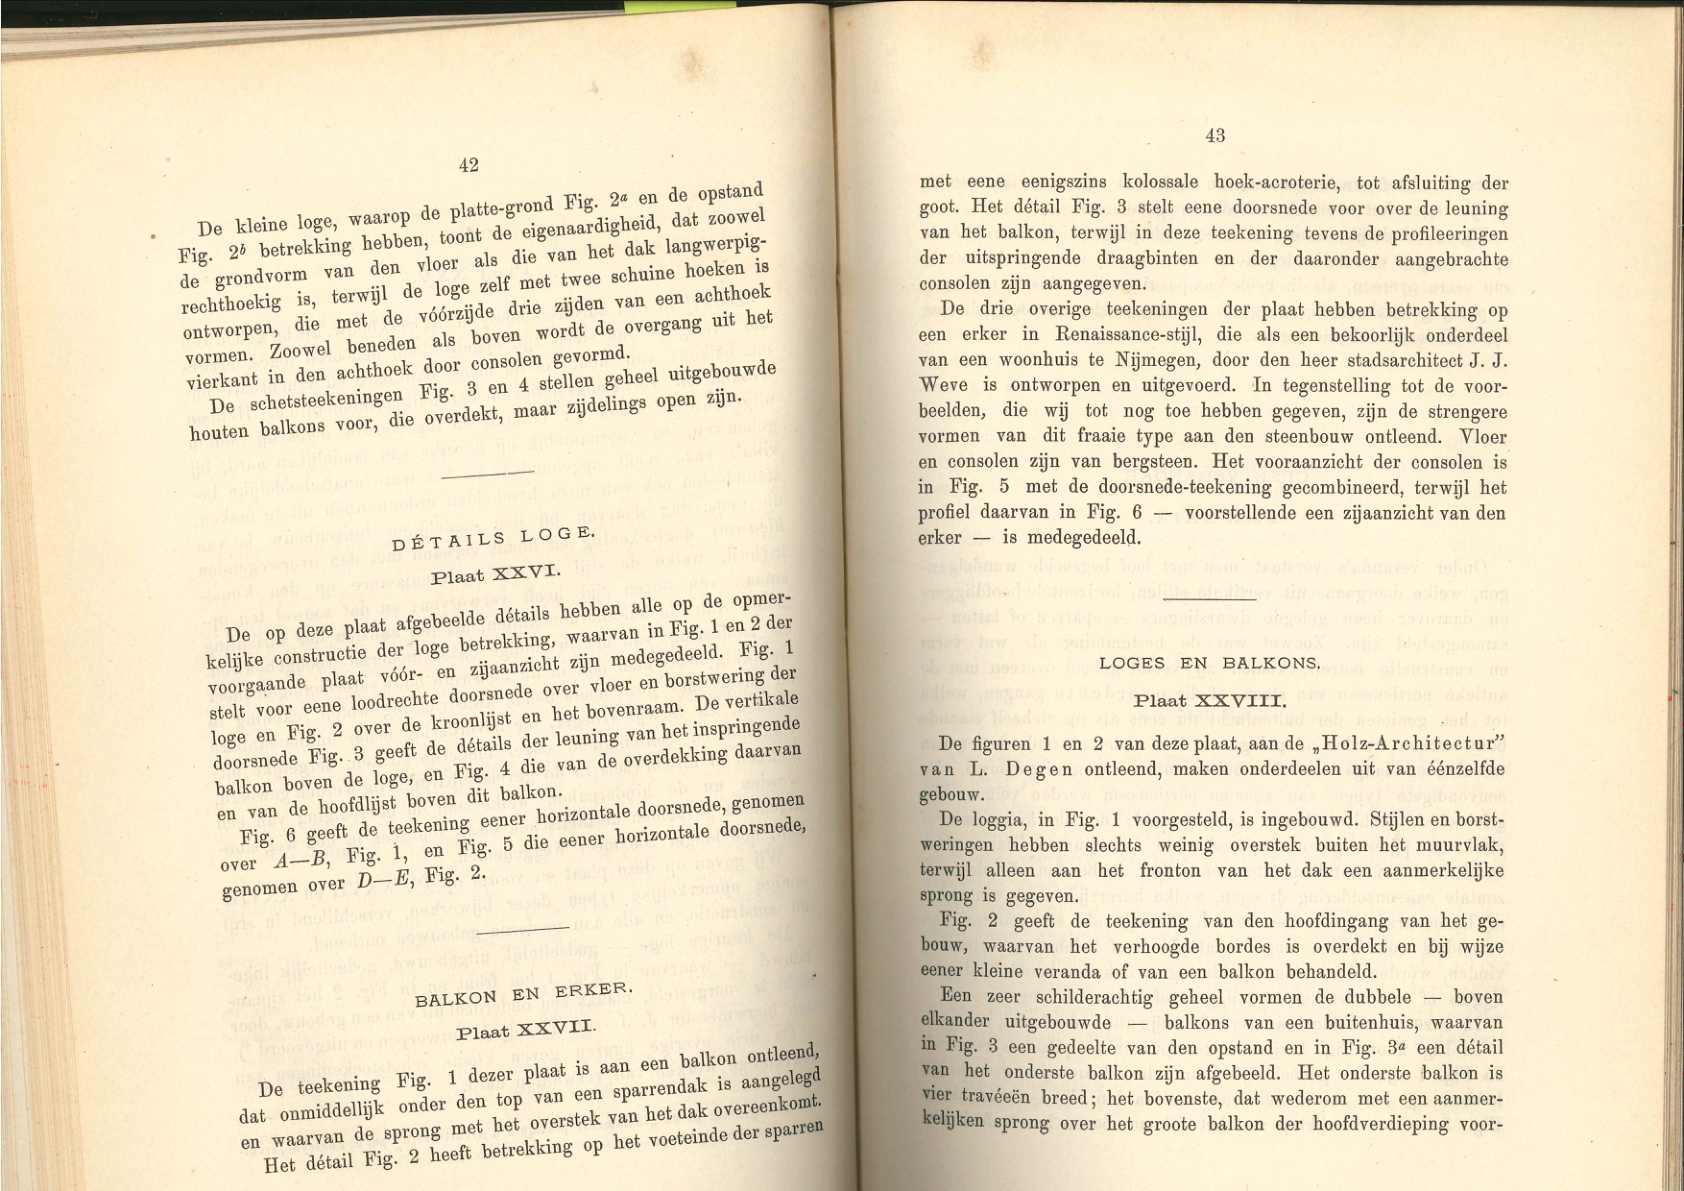 42
De kleine loge, waarop de platte-grond Fig. 2a en de opstand
Fig. 2b betrekking hebben, toont de eigenaardigheid, dat zoowel
de grondvorm van den vloer als die van het dak langwerpig-
rechthoekig is, terwijl de loge zelf met twee schuine hoeken is
ontworpen, die met de vóórzijde drie zijden van een achthoek
vormen. Zoowel beneden als boven wordt de overgang uit het
vierkant in den achthoek door consolen gevormd.
De schetsteekeningen Fig. 3 en 4 stellen geheel uitgebouwde
houten balkons voor, die overdekt, maar zijdelings open zijn.
DÉTAILS LOGE.
Plaat XXVI.
De op deze plaat afgebeelde détails hebben alle op de opmer-
kelijke constructie der loge betrekking, waarvan in Fig. 1 en 2 der
voorgaande plaat vóór- en zijaanzicht zijn medegedeeld. Fig. 1
stelt voor eene loodrechte doorsnede over vloer en borstwering der
loge en Fig. 2 over de kroonlijst en het bovenraam. De vertikale
doorsnede Fig. 3 geeft de détails der leuning van het inspringende
balkon boven de loge, en Fig. 4 die van de overdekking daarvan
en van de hoofdlijst boven dit balkon.
Fig. 6 geeft de teekening eener horizontale doorsnede, genomen
over A—B, Fig. 1, en Fig. 5 die eener horizontale doorsnede,
genomen over D—E, Fig. 2.
BALKON EN ERKER.
Plaat XXVII.
De teekening Fig. 1 dezer plaat is aan een balkon ontleend,
dat onmiddellijk onder den top van een sparrendak is aangelegd
en waarvan de sprong met het overstek van het dak overeenkomt.
Het détail Fig. 2 heeft betrekking op het voeteinde der sparren
43
met eene eenigszins kolossale hoek-acroterie, tot afsluiting der
goot. Het détail Fig. 3 stelt eene doorsnede voor over de leuning
van het balkon, terwijl in deze teekening tevens de profileeringen
der uitspringende draagbinten en der daaronder aangebrachte
consolen zijn aangegeven.
De drie overige teekeningen der plaat hebben betrekking op
een erker in Renaissance-stijl, die als een bekoorlijk onderdeel
van een woonhuis te Nijmegen, door den heer stadsarchitect J. J.
Weve is ontworpen en uitgevoerd. In tegenstelling tot de voor-
beelden, die wij tot nog toe hebben gegeven, zijn de strengere
vormen van dit fraaie type aan den steenbouw ontleend. Vloer
en consolen zijn van bergsteen. Het vooraanzicht der consolen is
in Fig. 5 met de doorsnede-teekening gecombineerd, terwijl het
profiel daarvan in Fig. 6 — voorstellende een zijaanzicht van den
erker — is medegedeeld.
LOGES EN BALKONS.
Plaat XXVIII.
De figuren 1 en 2 van deze plaat, aan de „Holz-Architectur”
van L. Degen ontleend, maken onderdeelen uit van éénzelfde
gebouw.
De loggia, in Fig. 1 voorgesteld, is ingebouwd. Stijlen en borst-
weringen hebben slechts weinig overstek buiten het muurvlak,
terwijl alleen aan het fronton van het dak een aanmerkelijke
sprong is gegeven.
Fig. 2 geeft de teekening van den hoofdingang van het ge-
bouw, waarvan het verhoogde bordes is overdekt en bij wijze
eener kleine veranda of van een balkon behandeld.
Een zeer schilderachtig geheel vormen de dubbele — boven
elkander uitgebouwde — balkons van een buitenhuis, waarvan
in Fig. 3 een gedeelte van den opstand en in Fig. 3a een détail
van het onderste balkon zijn afgebeeld. Het onderste balkon is
vier travéeën breed; het bovenste, dat wederom met een aanmer-
kelijken sprong over het groote balkon der hoofdverdieping voor-